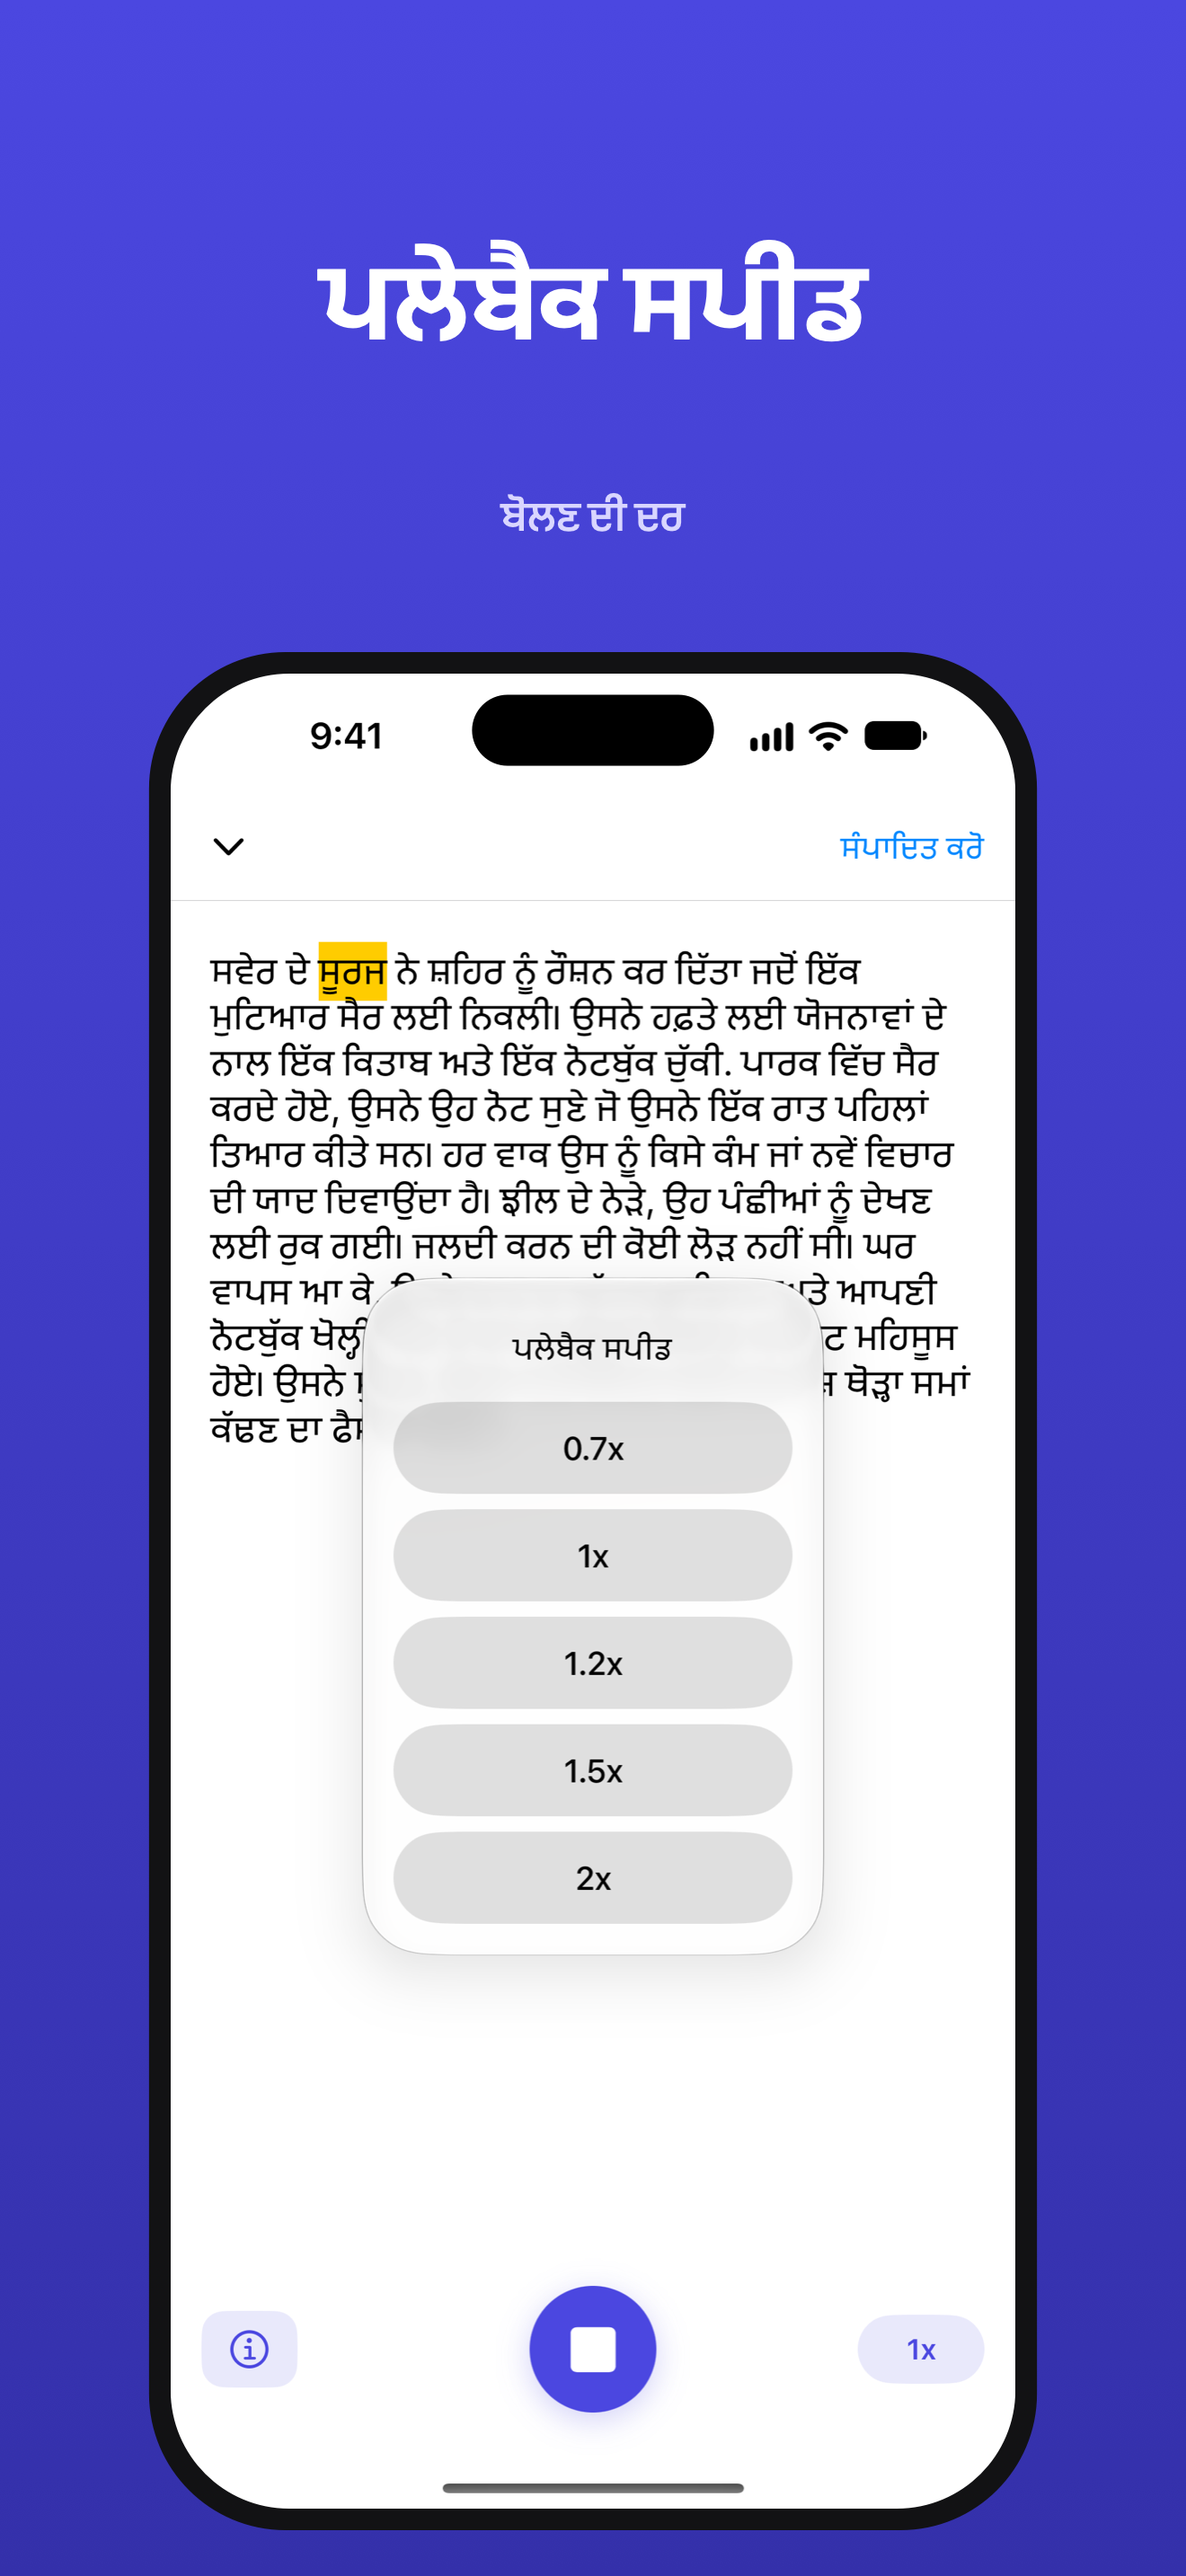 ਪਲੇਬੈਕ ਸਪੀਡ
ਬੋਲਣ ਦੀ ਦਰ
9:41
ਸੰਪਾਦਿਤ ਕਰੋ
ਸਵੇਰ ਦੇ ਸੂਰਜ ਨੇ ਸ਼ਹਿਰ ਨੂੰ ਰੌਸ਼ਨ ਕਰ ਦਿੱਤਾ ਜਦੋਂ ਇੱਕ
ਮੁਟਿਆਰ ਸੈਰ ਲਈ ਨਿਕਲੀ। ਉਸਨੇ ਹਫ਼ਤੇ ਲਈ ਯੋਜਨਾਵਾਂ ਦੇ
ਨਾਲ ਇੱਕ ਕਿਤਾਬ ਅਤੇ ਇੱਕ ਨੋਟਬੁੱਕ ਚੁੱਕੀ. ਪਾਰਕ ਵਿੱਚ ਸੈਰ
ਕਰਦੇ ਹੋਏ, ਉਸਨੇ ਉਹ ਨੋਟ ਸੁਣੇ ਜੋ ਉਸਨੇ ਇੱਕ ਰਾਤ ਪਹਿਲਾਂ
ਤਿਆਰ ਕੀਤੇ ਸਨ। ਹਰ ਵਾਕ ਉਸ ਨੂੰ ਕਿਸੇ ਕੰਮ ਜਾਂ ਨਵੇਂ ਵਿਚਾਰ
ਦੀ ਯਾਦ ਦਿਵਾਉਂਦਾ ਹੈ। ਝੀਲ ਦੇ ਨੇੜੇ, ਉਹ ਪੰਛੀਆਂ ਨੂੰ ਦੇਖਣ
ਲਈ ਰੁਕ ਗਈ। ਜਲਦੀ ਕਰਨ ਦੀ ਕੋਈ ਲੋੜ ਨਹੀਂ ਸੀ। ਘਰ
ਵਾਪਸ ਆ ਕੇ, ਆਪਣੀ
ਨੋਟਬੁੱਕ ਮਹਿਸੂਸ
ਹੋਏ। ਉਸਨੇ ਥੋੜ੍ਹਾ ਸਮਾਂ
ਕੱਢਣ ਦਾ
ਪਲੇਬੈਕ ਸਪੀਡ
0.7x
1x
1.2x
1.5x
2x
1x